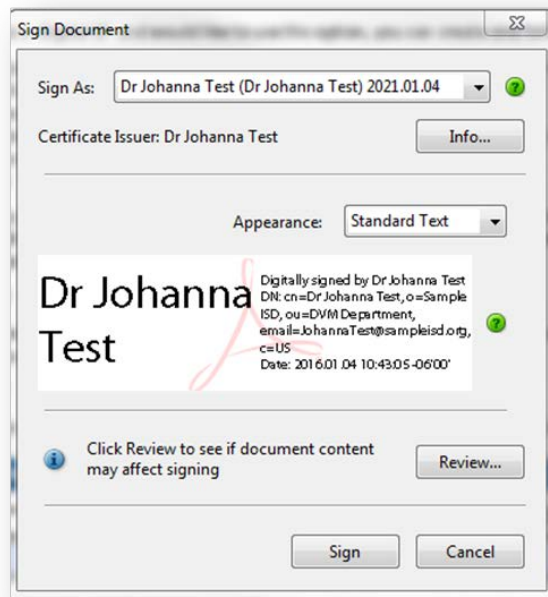 Sign Document
Sign As: Dr Johanna Test (Dr Johanna Test) 2021.01.04
Certificate Issuer: Dr Johanna Test Info...
Appearance: Standard Text
Dr Johanna
Test
Digitally signed by Dr Johanna Test
DN: cn=Dr Johanna Test, o=Sample
ISD, ou=DVM Department,
email=JohannaTest@sampleisd.org,
c=US
Date: 2016.01.04 10:43:05 -06'00'
Click Review to see if document content
may affect signing
Review...
Sign Cancel